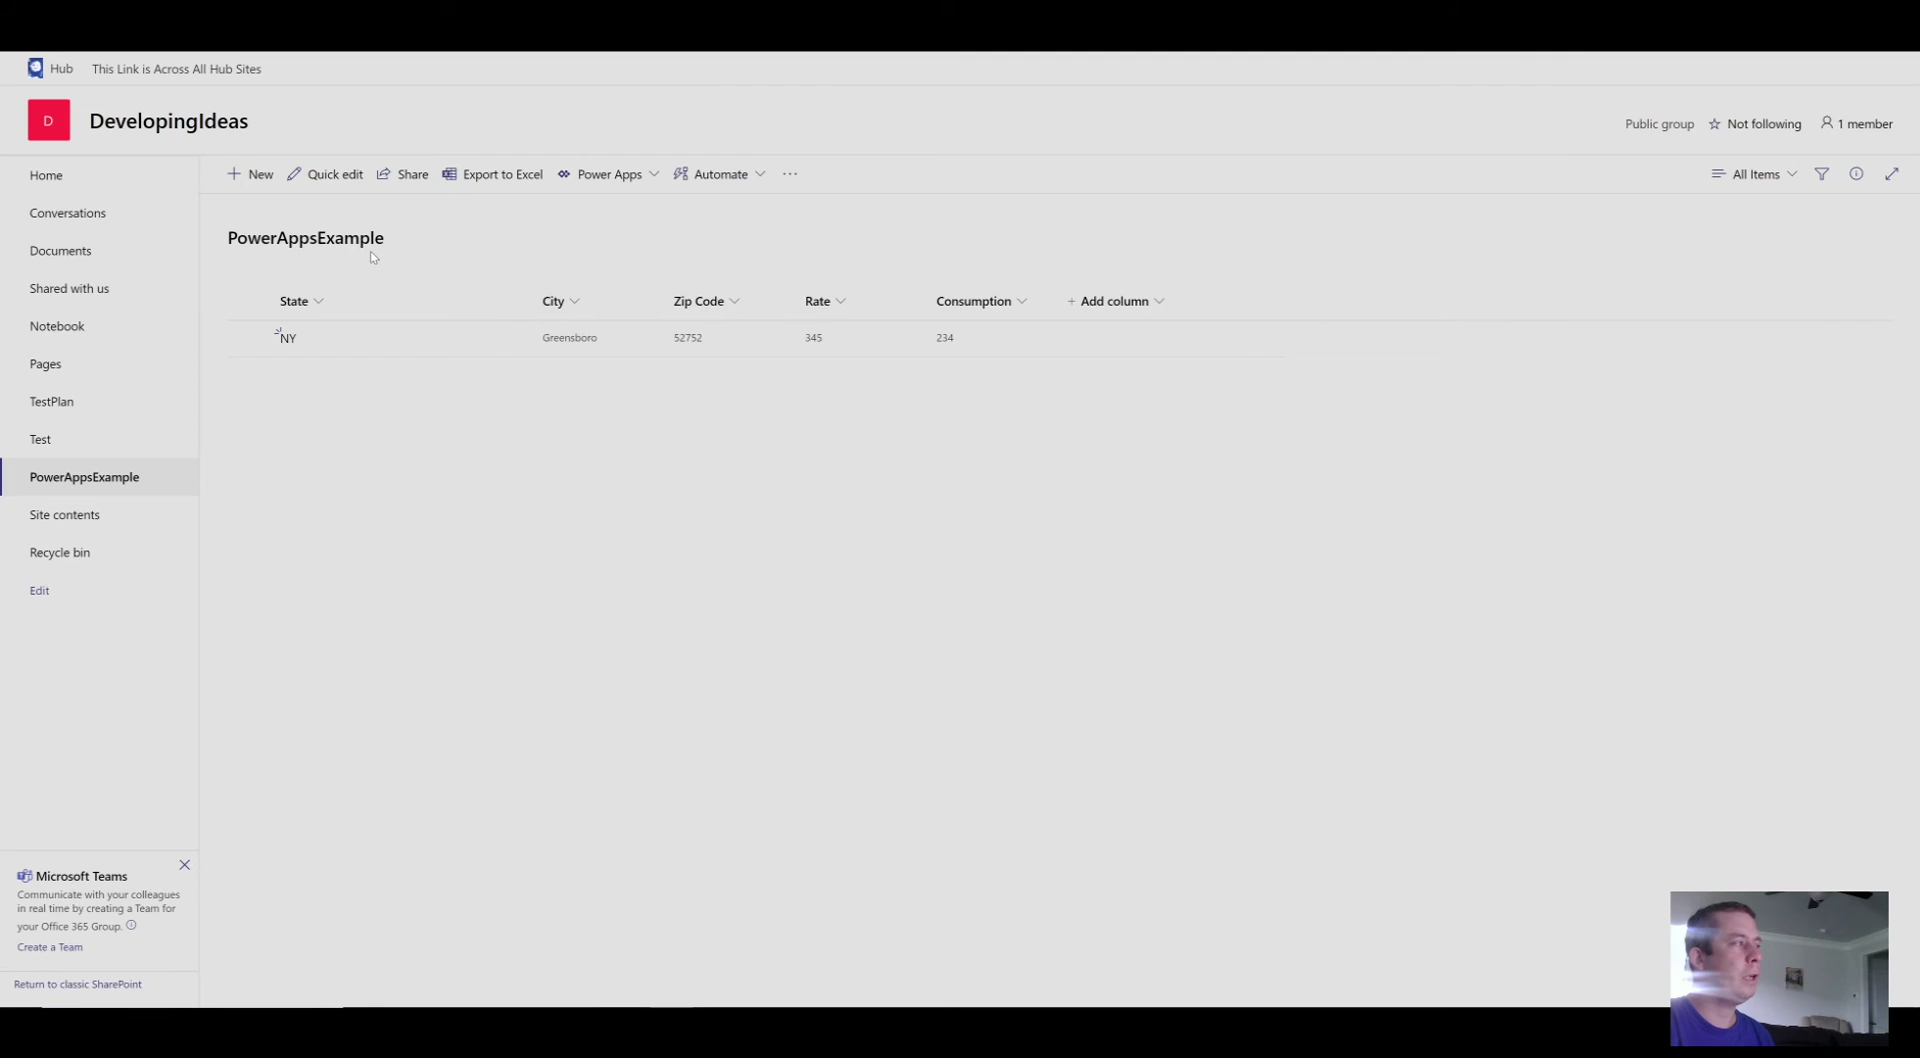 Hub This Link is Across All Hub Sites
D DevelopingIdeas
Public group Not following 1 member
Home
Conversations
Documents
Shared with us
Notebook
Pages
TestPlan
Test
PowerAppsExample
Site contents
Recycle bin
Edit
New Quick edit Share Export to Excel Power Apps Automate ... All Items
PowerAppsExample
State City Zip Code Rate Consumption + Add column
NY Greensboro 52752 345 234
Microsoft Teams
Communicate with your colleagues
in real time by creating a Team for
your Office 365 Group.
Create a Team
Return to classic SharePoint